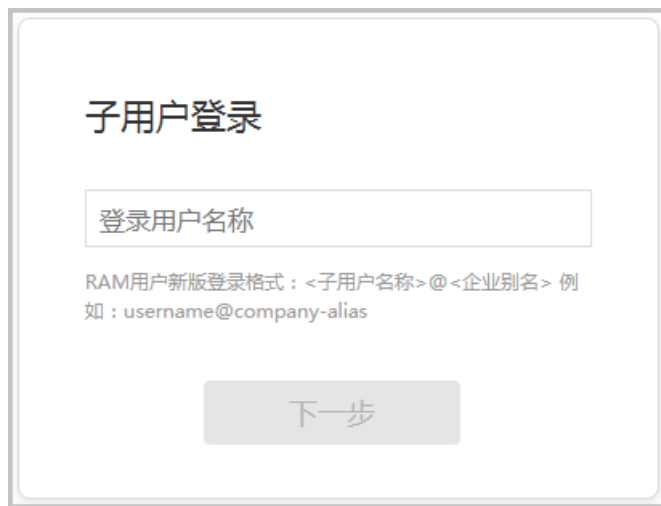 子用户登录
登录用户名称
RAM用户新版登录格式：<子用户名称>@<企业别名> 例
如：username@company-alias
下一步